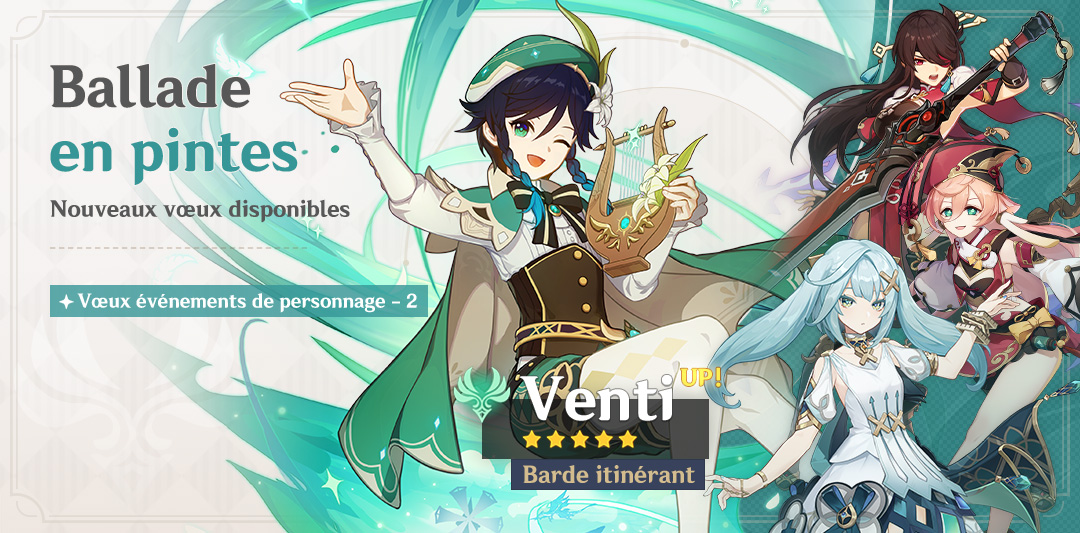 Ballade
en pintes
Nouveaux vœux disponibles
Vœux événements de personnage - 2
Venti UP!
Barde itinérant